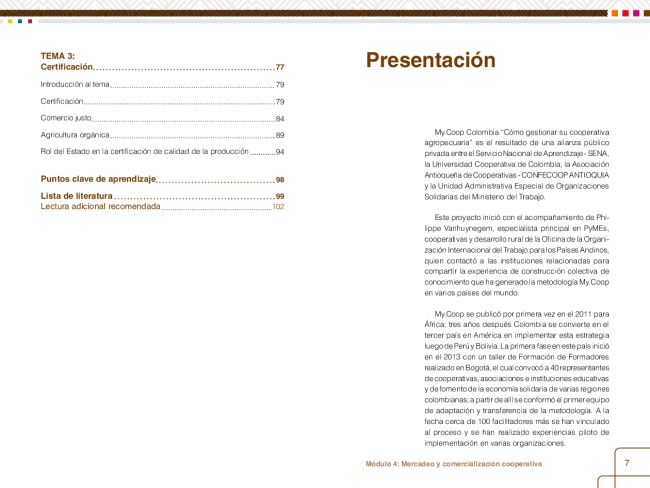 TEMA 3:
Certificación 77
Introducción al tema 79
Certificación 79
Comercio justo 84
Agricultura orgánica 89
Rol del Estado en la certificación de calidad de la producción 94
Puntos clave de aprendizaje 98
Lista de literatura 99
Lectura adicional recomendada 102
Presentación
My.Coop Colombia “Cómo gestionar su cooperativa
agropecuaria” es el resultado de una alianza público
privada entre el Servicio Nacional de Aprendizaje - SENA,
la Universidad Cooperativa de Colombia, la Asociación
Antioqueña de Cooperativas - CONFECOOP ANTIOQUIA
y la Unidad Administrativa Especial de Organizaciones
Solidarias del Ministerio del Trabajo.
Este proyecto inició con el acompañamiento de Phi-
lippe Vanhuynegem, especialista principal en PyMEs,
cooperativas y desarrollo rural de la Oficina de la Organi-
zación Internacional del Trabajo para los Países Andinos,
quien contactó a las instituciones relacionadas para
compartir la experiencia de construcción colectiva de
conocimiento que ha generado la metodología My.Coop
en varios países del mundo.
My.Coop se publicó por primera vez en el 2011 para
África; tres años después Colombia se convierte en el
tercer país en América en implementar esta estrategia
luego de Perú y Bolivia. La primera fase en este país inició
en el 2013 con un taller de Formación de Formadores
realizado en Bogotá, el cual convocó a 40 representantes
de cooperativas, asociaciones e instituciones educativas
y de fomento de la economía solidaria de varias regiones
colombianas; a partir de allí se conformó el primer equipo
de adaptación y transferencia de la metodología. A la
fecha cerca de 100 facilitadores más se han vinculado
al proceso y se han realizado experiencias piloto de
implementación en varias organizaciones.
Módulo 4: Mercadeo y comercialización cooperativa
7